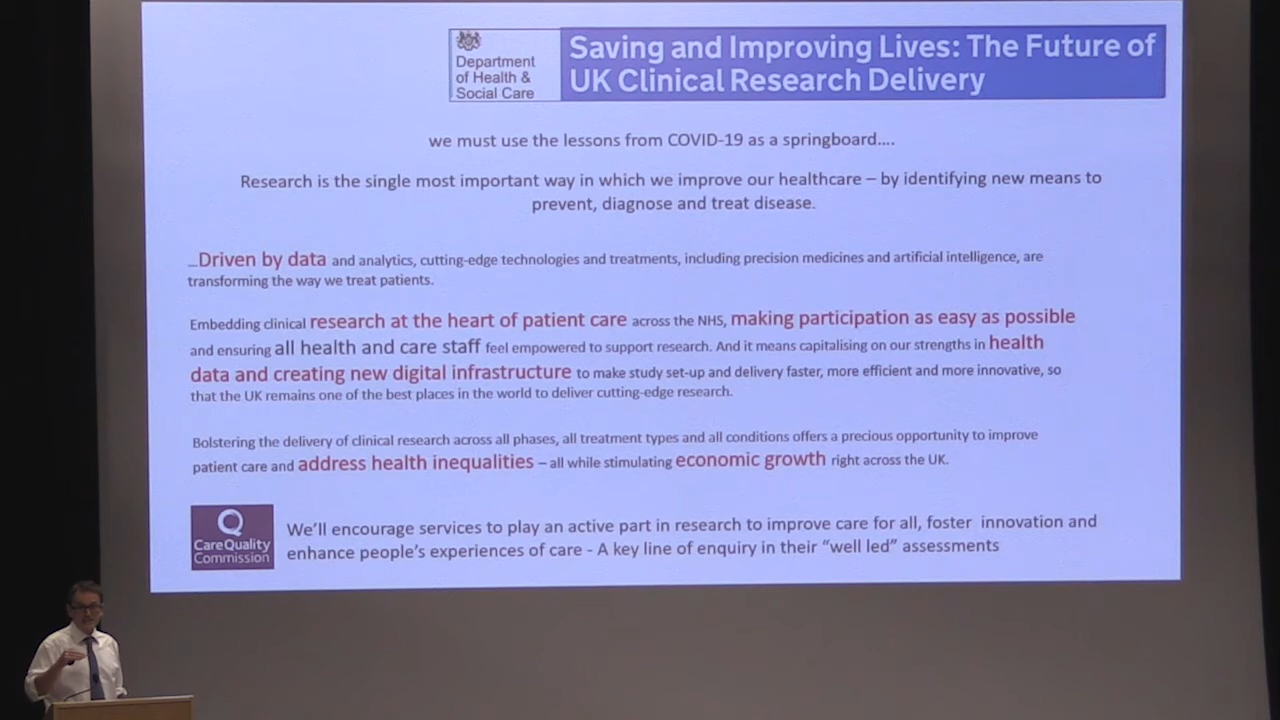 Department
of Health &
Social Care
Saving and Improving Lives: The Future of
UK Clinical Research Delivery
we must use the lessons from COVID-19 as a springboard....
Research is the single most important way in which we improve our healthcare – by identifying new means to
prevent, diagnose and treat disease.
...Driven by data and analytics, cutting-edge technologies and treatments, including precision medicines and artificial intelligence, are
transforming the way we treat patients.
Embedding clinical research at the heart of patient care across the NHS, making participation as easy as possible
and ensuring all health and care staff feel empowered to support research. And it means capitalising on our strengths in health
data and creating new digital infrastructure to make study set-up and delivery faster, more efficient and more innovative, so
that the UK remains one of the best places in the world to deliver cutting-edge research.
Bolstering the delivery of clinical research across all phases, all treatment types and all conditions offers a precious opportunity to improve
patient care and address health inequalities – all while stimulating economic growth right across the UK.
CareQuality
Commission
We'll encourage services to play an active part in research to improve care for all, foster innovation and
enhance people's experiences of care - A key line of enquiry in their "well led" assessments